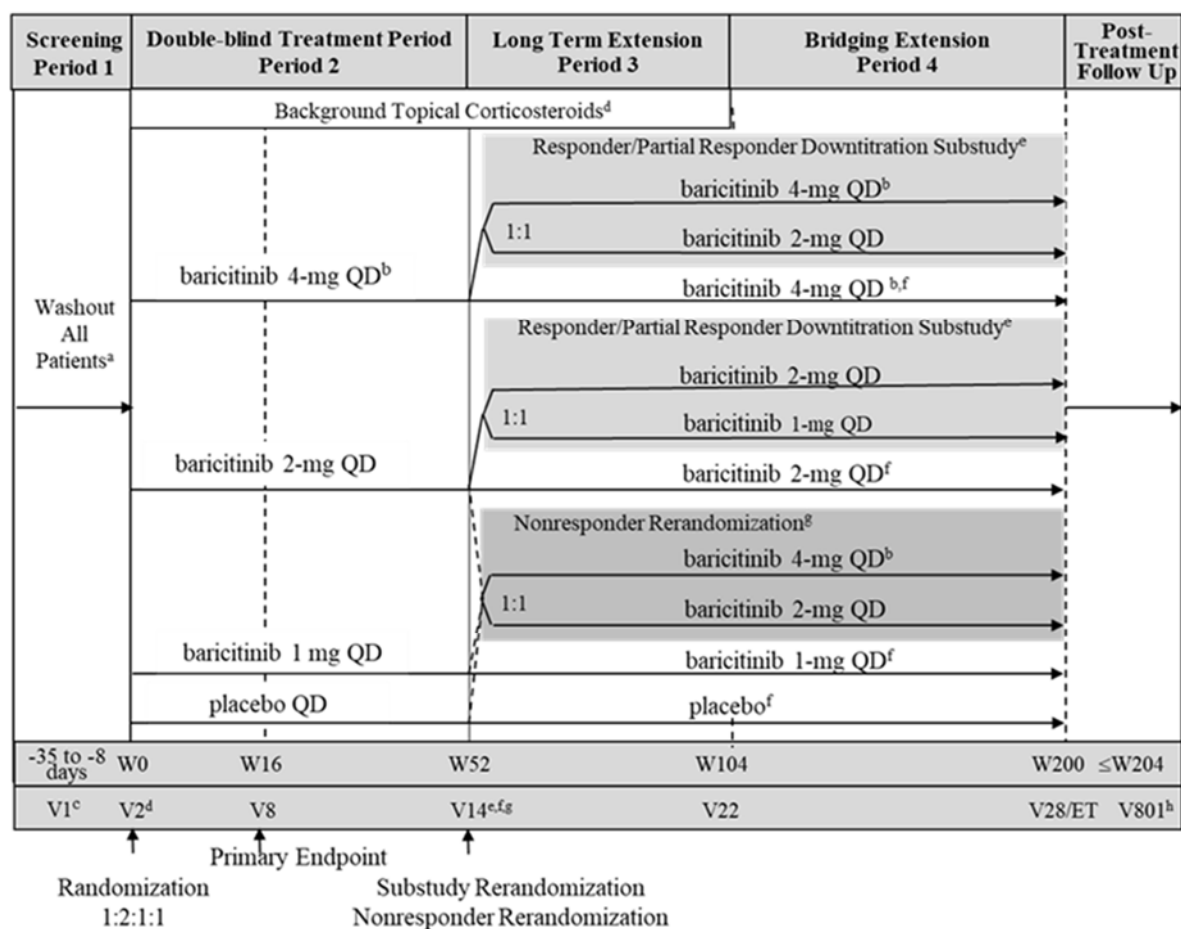 Screening
Period 1
Double-blind Treatment Period
Period 2
Long Term Extension
Period 3
Bridging Extension
Period 4
Post-
Treatment
Follow Up
Background Topical Corticosteroidsᵈ
Responder/Partial Responder Downtitration Substudyᵉ
baricitinib 4-mg QDᵇ
1:1
baricitinib 2-mg QD
baricitinib 4-mg QDᵇ
baricitinib 4-mg QD ᵇ,ᶠ
Washout
All
Patientsᵃ
Responder/Partial Responder Downtitration Substudyᵉ
baricitinib 2-mg QD
1:1
baricitinib 1-mg QD
baricitinib 2-mg QD
baricitinib 2-mg QDᶠ
Nonresponder Rerandomizationᵍ
baricitinib 4-mg QDᵇ
1:1
baricitinib 2-mg QD
baricitinib 1 mg QD
baricitinib 1-mg QDᶠ
placebo QD
placeboᶠ
-35 to -8
days
W0
W16
W52
W104
W200
≤W204
V1ᶜ
V2ᵈ
V8
V14ᵉ,ᶠ,ᵍ
V22
V28/ET
V801ʰ
Primary Endpoint
Randomization
1:2:1:1
Substudy Rerandomization
Nonresponder Rerandomization